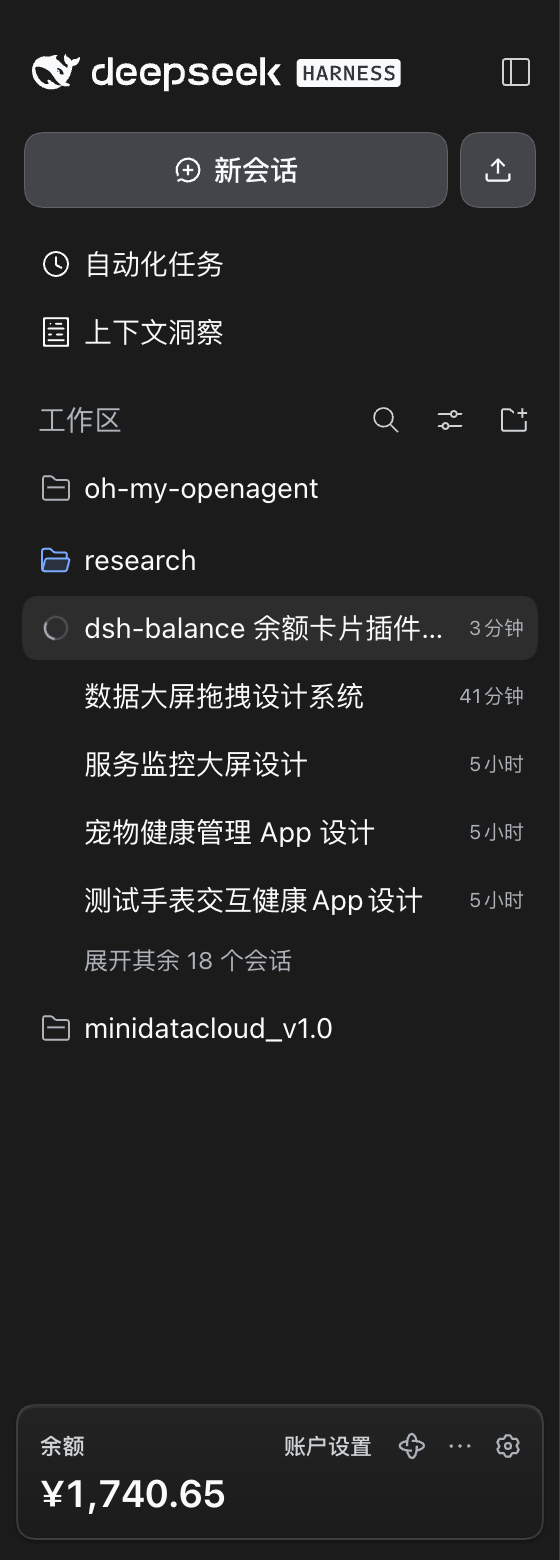 deepseek HARNESS
新会话
自动化任务
上下文洞察
工作区
oh-my-openagent
research
dsh-balance 余额卡片插件... 3分钟
数据大屏拖拽设计系统 41分钟
服务监控大屏设计 5小时
宠物健康管理 App 设计 5小时
测试手表交互健康App设计 5小时
展开其余 18 个会话
minidatacloud_v1.0
余额 账户设置
¥1,740.65